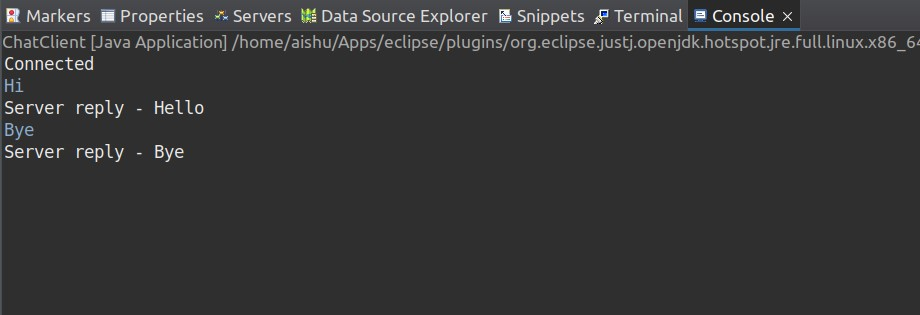 Markers Properties Servers Data Source Explorer Snippets Terminal Console
ChatClient [Java Application] /home/aishu/Apps/eclipse/plugins/org.eclipse.justj.openjdk.hotspot.jre.full.linux.x86_64
Connected
Hi
Server reply - Hello
Bye
Server reply - Bye